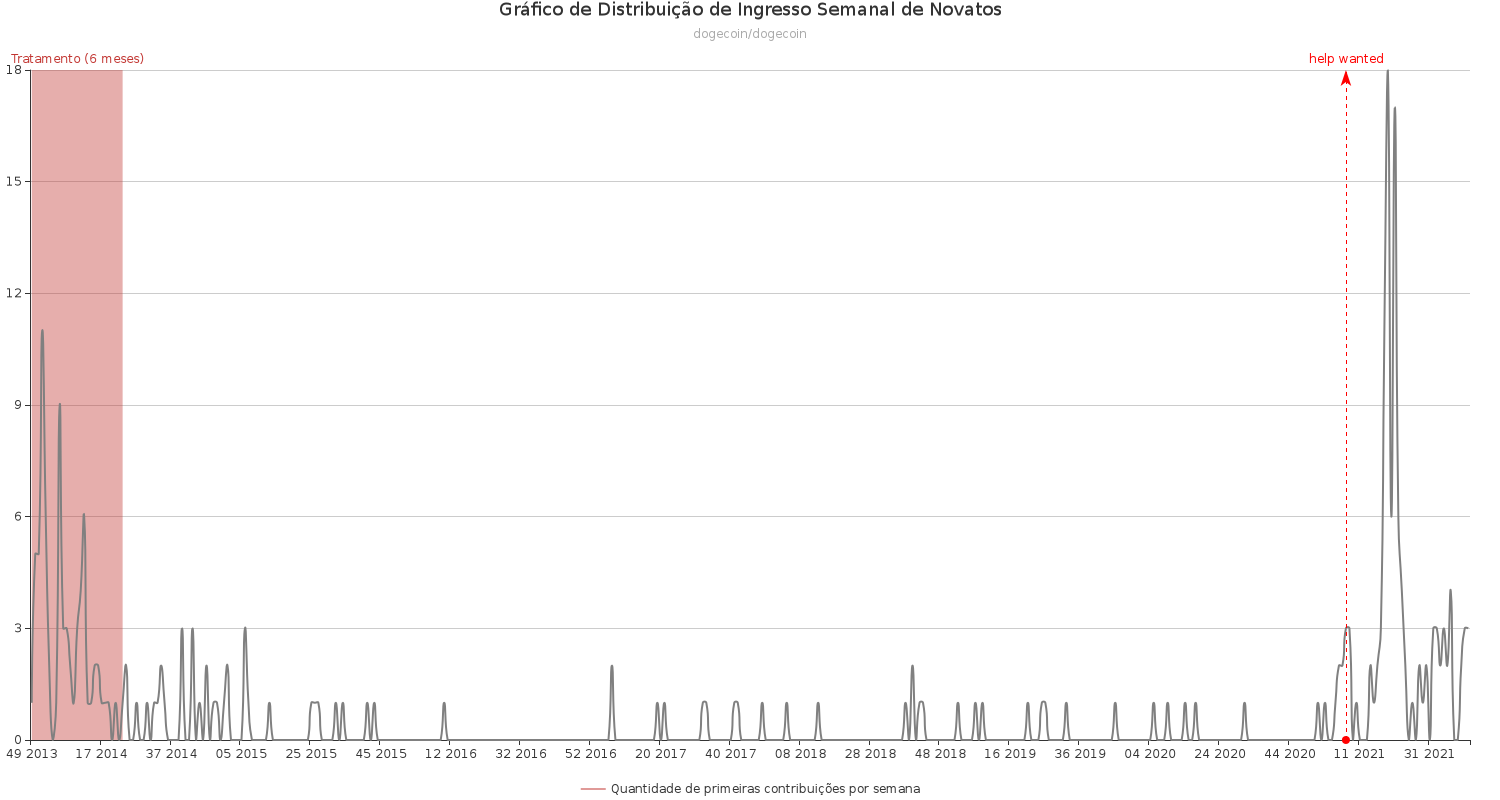 Gráfico de Distribuição de Ingresso Semanal de Novatos
dogecoin/dogecoin
Tratamento (6 meses)
help wanted
18
15
12
9
6
3
0
49 2013 17 2014 37 2014 05 2015 25 2015 45 2015 12 2016 32 2016 52 2016 20 2017 40 2017 08 2018 28 2018 48 2018 16 2019 36 2019 04 2020 24 2020 44 2020 11 2021 31 2021
Quantidade de primeiras contribuições por semana